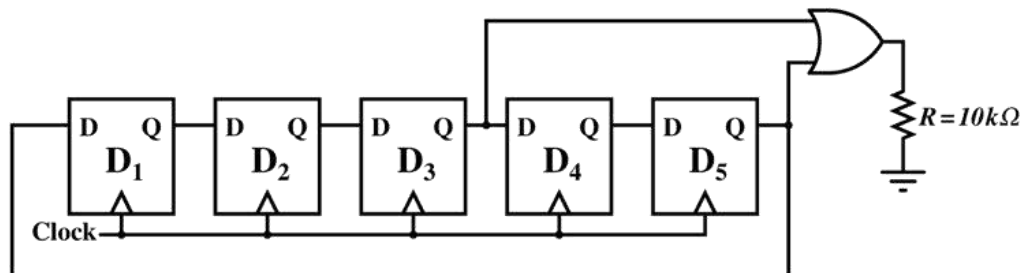 R=10kΩ
D Q D Q D Q D Q D Q
D1 D2 D3 D4 D5
Clock